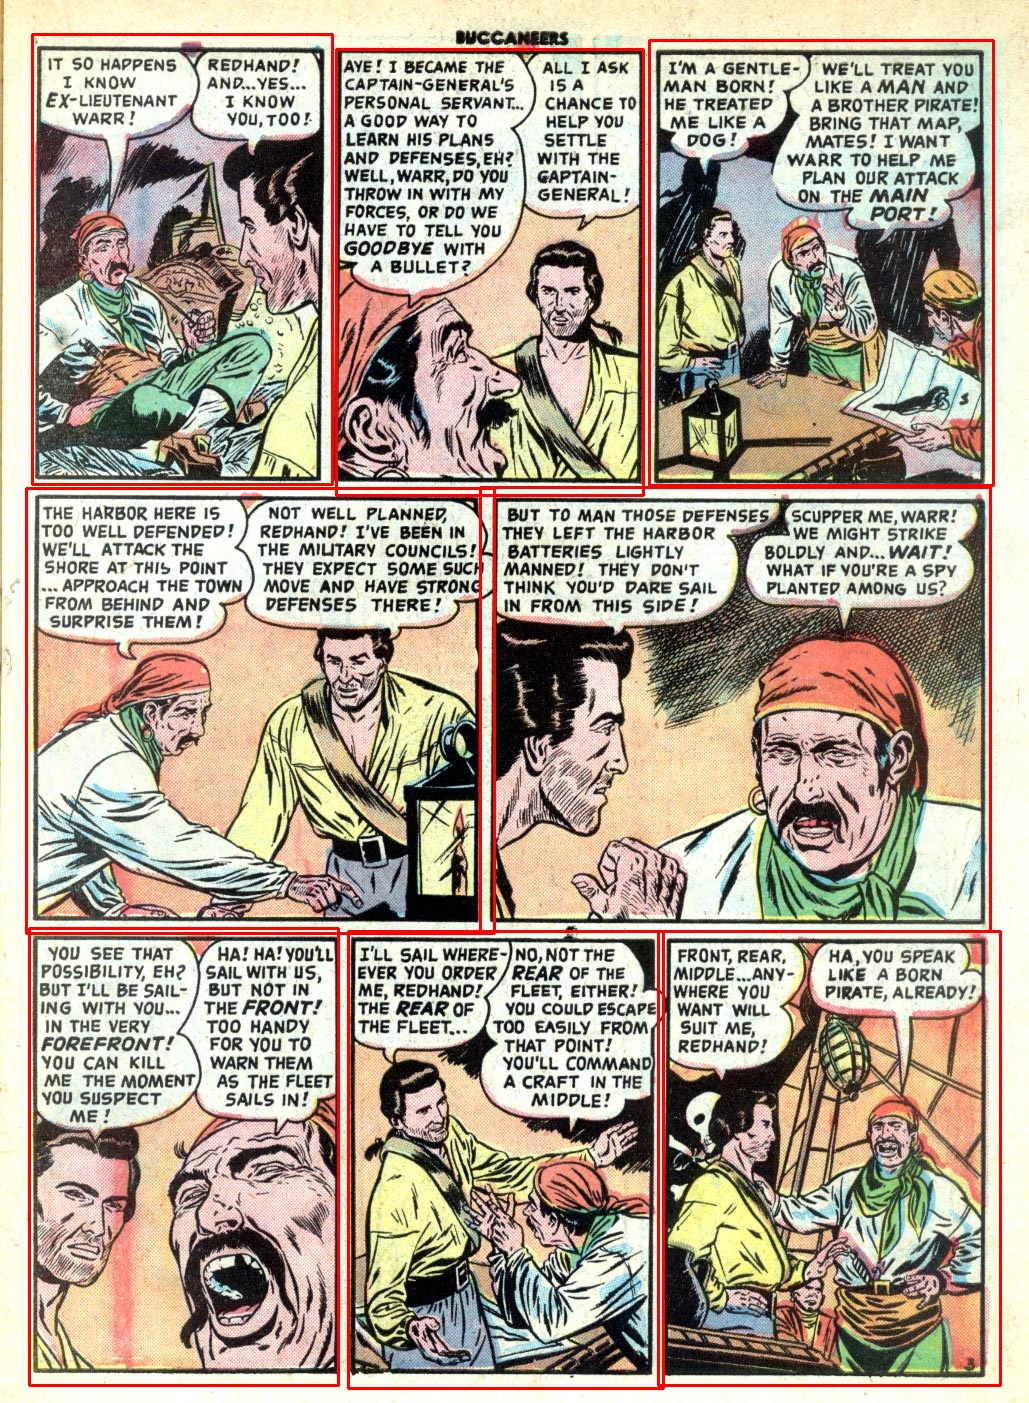 BUCCANEERS
IT SO HAPPENS
I KNOW
EX-LIEUTENANT
WARR!
REDHAND!
AND...YES...
I KNOW
YOU, TOO!
AYE! I BECAME THE
CAPTAIN-GENERAL'S
PERSONAL SERVANT...
A GOOD WAY TO
LEARN HIS PLANS
AND DEFENSES, EH?
WELL, WARR, DO YOU
THROW IN WITH MY
FORCES, OR DO WE
HAVE TO TELL YOU
GOODBYE WITH
A BULLET?
ALL I ASK
IS A
CHANCE TO
HELP YOU
SETTLE
WITH THE
CAPTAIN-
GENERAL!
I'M A GENTLE-
MAN BORN!
HE TREATED
ME LIKE A
DOG!
WE'LL TREAT YOU
LIKE A MAN AND
A BROTHER PIRATE!
BRING THAT MAP,
MATES! I WANT
WARR TO HELP ME
PLAN OUR ATTACK
ON THE MAIN
PORT!
S
THE HARBOR HERE IS
TOO WELL DEFENDED!
WE'LL ATTACK THE
SHORE AT THIS POINT
...APPROACH THE TOWN
FROM BEHIND AND
SURPRISE THEM!
NOT WELL PLANNED,
REDHAND! I'VE BEEN IN
THE MILITARY COUNCILS!
THEY EXPECT SOME SUCH
MOVE AND HAVE STRONG
DEFENSES THERE!
BUT TO MAN THOSE DEFENSES
THEY LEFT THE HARBOR
BATTERIES LIGHTLY
MANNED! THEY DON'T
THINK YOU'D DARE SAIL
IN FROM THIS SIDE!
SCUPPER ME, WARR!
WE MIGHT STRIKE
BOLDLY AND... WAIT!
WHAT IF YOU'RE A SPY
PLANTED AMONG US?
YOU SEE THAT
POSSIBILITY, EH?
BUT I'LL BE SAIL-
ING WITH YOU...
IN THE VERY
FOREFRONT!
YOU CAN KILL
ME THE MOMENT
YOU SUSPECT
ME!
HA! HA! YOU'LL
SAIL WITH US,
BUT NOT IN
THE FRONT!
TOO HANDY
FOR YOU TO
WARN THEM
AS THE FLEET
SAILS IN!
I'LL SAIL WHERE-
EVER YOU ORDER
ME, REDHAND!
THE REAR OF
THE FLEET...
NO, NOT THE
REAR OF THE
FLEET, EITHER!
YOU COULD ESCAPE
TOO EASILY FROM
THAT POINT!
YOU'LL COMMAND
A CRAFT IN THE
MIDDLE!
FRONT, REAR,
MIDDLE...ANY-
WHERE YOU
WANT WILL
SUIT ME,
REDHAND!
HA, YOU SPEAK
LIKE A BORN
PIRATE, ALREADY!
3